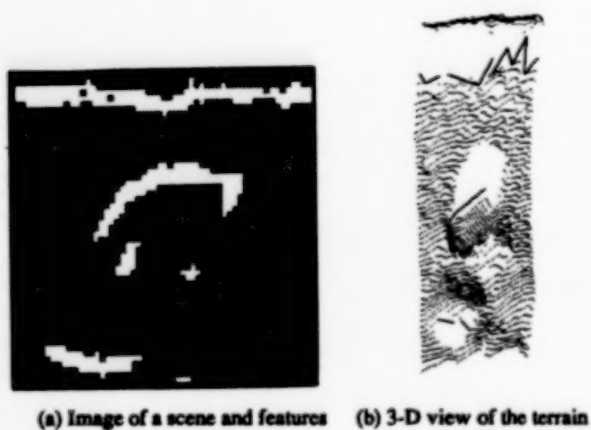 (a) Image of a scene and features (b) 3-D view of the terrain